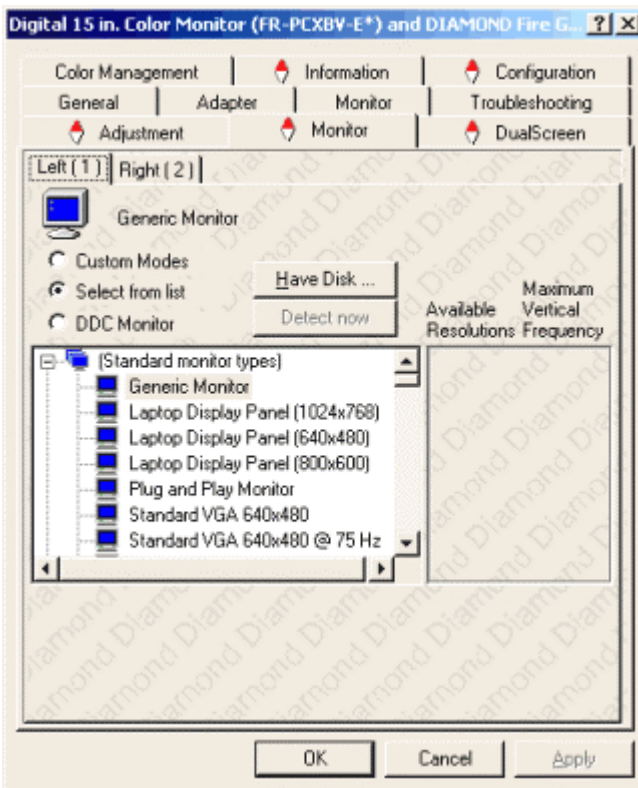 Digital 15 in. Color Monitor (FR-PCXBV-E*) and DIAMOND Fire G...
Color Management Information Configuration
General Adapter Monitor Troubleshooting
Adjustment Monitor DualScreen
Left ( 1 ) Right ( 2 )
Generic Monitor
Custom Modes
Select from list
DDC Monitor
Have Disk ...
Detect now
Available Resolutions
Maximum Vertical Frequency
(Standard monitor types)
Generic Monitor
Laptop Display Panel (1024x768)
Laptop Display Panel (640x480)
Laptop Display Panel (800x600)
Plug and Play Monitor
Standard VGA 640x480
Standard VGA 640x480 @ 75 Hz
OK Cancel Apply